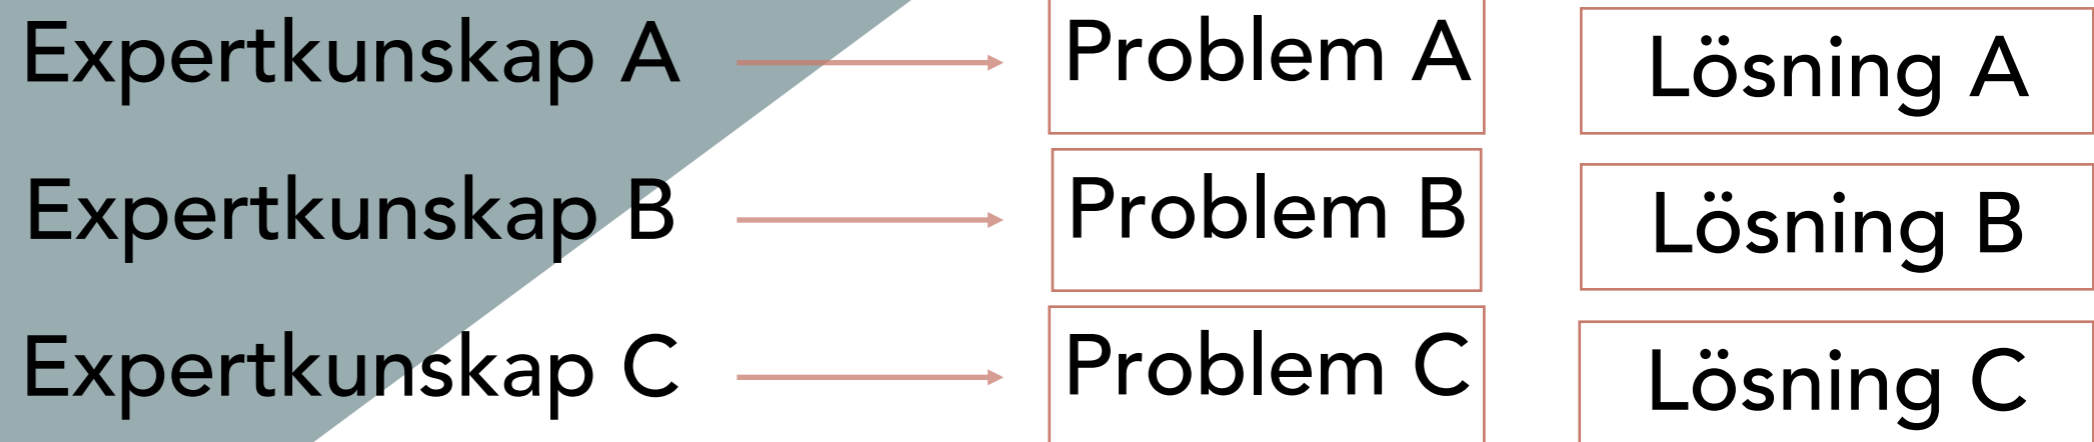 Expertkunskap A Problem A Lösning A
Expertkunskap B Problem B Lösning B
Expertkunskap C Problem C Lösning C